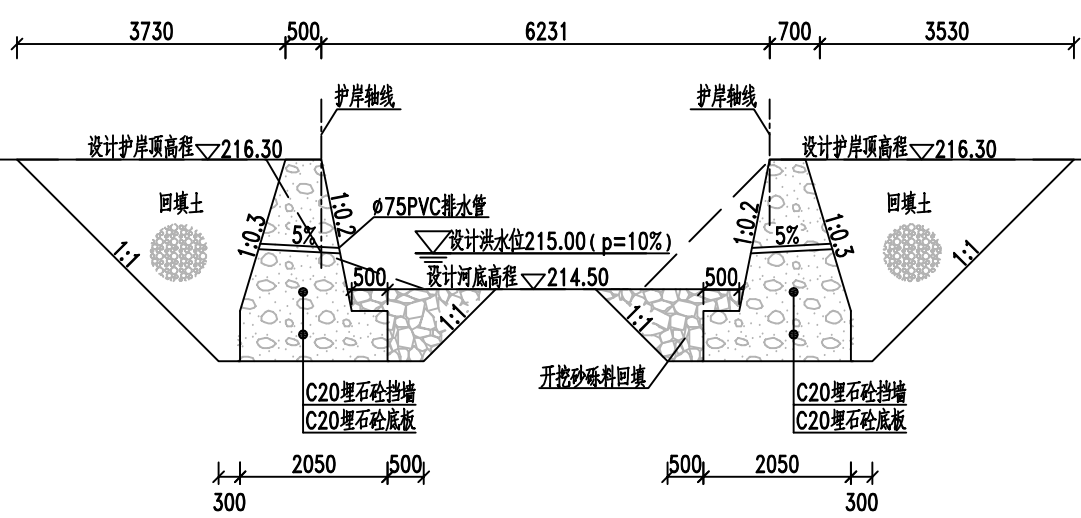 3730 500 6231 700 3530
护岸轴线 护岸轴线
设计护岸顶高程 216.30 设计护岸顶高程 216.30
回填土 1:0.3 1:0.2 ø75PVC排水管 1:0.2 1:0.3 回填土
1:1 5% 设计洪水位215.00(p=10%) 5% 1:1
500 设计河底高程 214.50 500
1:1 1:1
开挖砂砾料回填
C20埋石砼挡墙 C20埋石砼挡墙
C20埋石砼底板 C20埋石砼底板
2050 500 500 2050
300 300